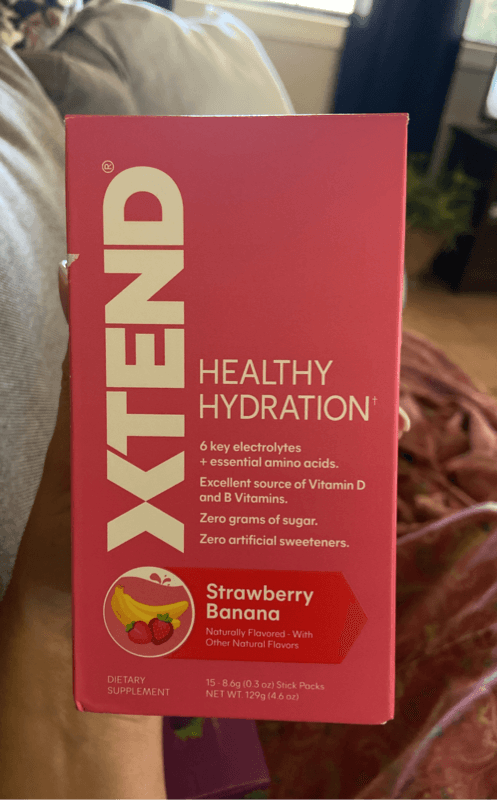 XTEND®
HEALTHY
HYDRATION†
6 key electrolytes
+ essential amino acids.
Excellent source of Vitamin D
and B Vitamins.
Zero grams of sugar.
Zero artificial sweeteners.
Strawberry
Banana
Naturally Flavored - With
Other Natural Flavors
DIETARY
SUPPLEMENT
15 - 8.6g (0.3 oz) Stick Packs
NET WT. 129g (4.6 oz)